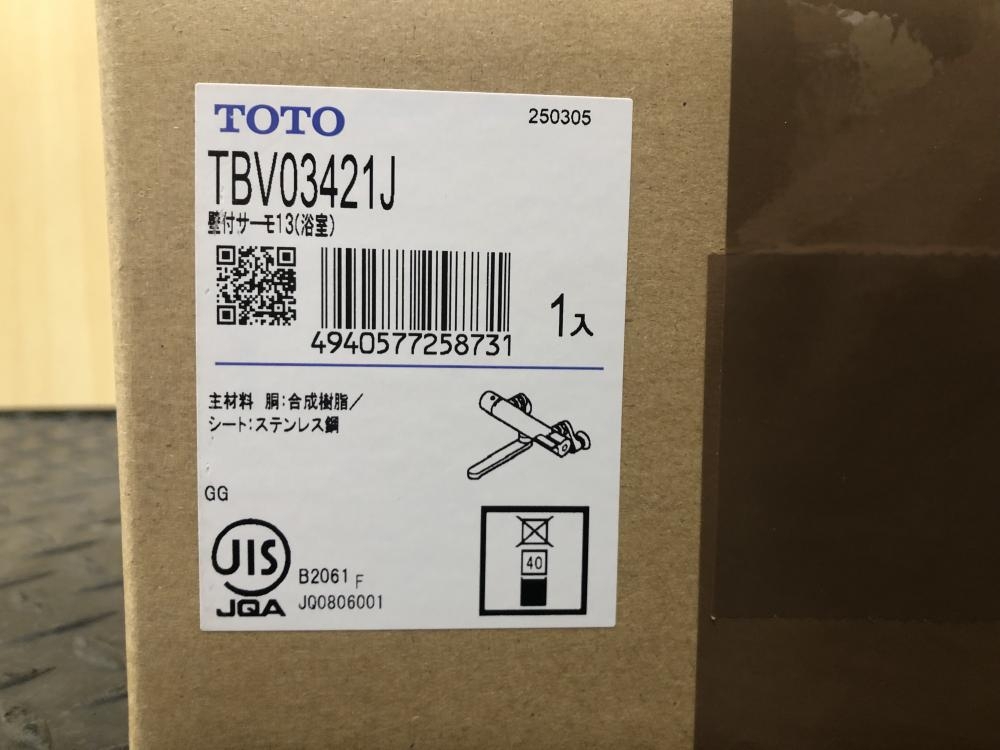 TOTO
250305
TBV03421J
壁付サーモ13(浴室)
4940577258731
1入
主材料 胴:合成樹脂/
シート:ステンレス鋼
GG
JIS
JQA
B2061 F
JQ0806001
40